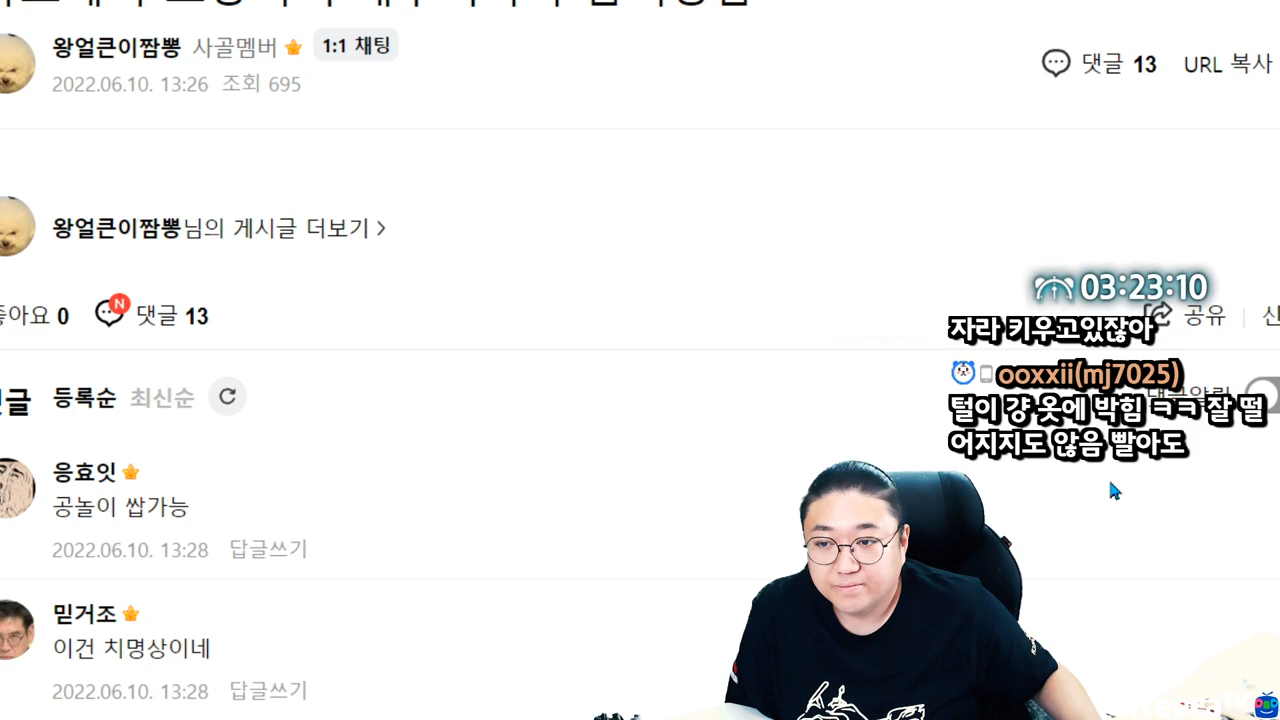 왕얼큰이짬뽕 사골멤버 1:1 채팅
2022.06.10. 13:26 조회 695
댓글 13 URL 복사
왕얼큰이짬뽕님의 게시글 더보기 >
좋아요 0 댓글 13
03:23:10
공유
자라 키우고있잖아
ooxxii(mj7025)
털이 걍 옷에 박힘 ㅋㅋ 잘 떨
어지지도 않음 빨아도
등록순 최신순
응효잇
공놀이 쌉가능
2022.06.10. 13:28 답글쓰기
믿거조
이건 치명상이네
2022.06.10. 13:28 답글쓰기